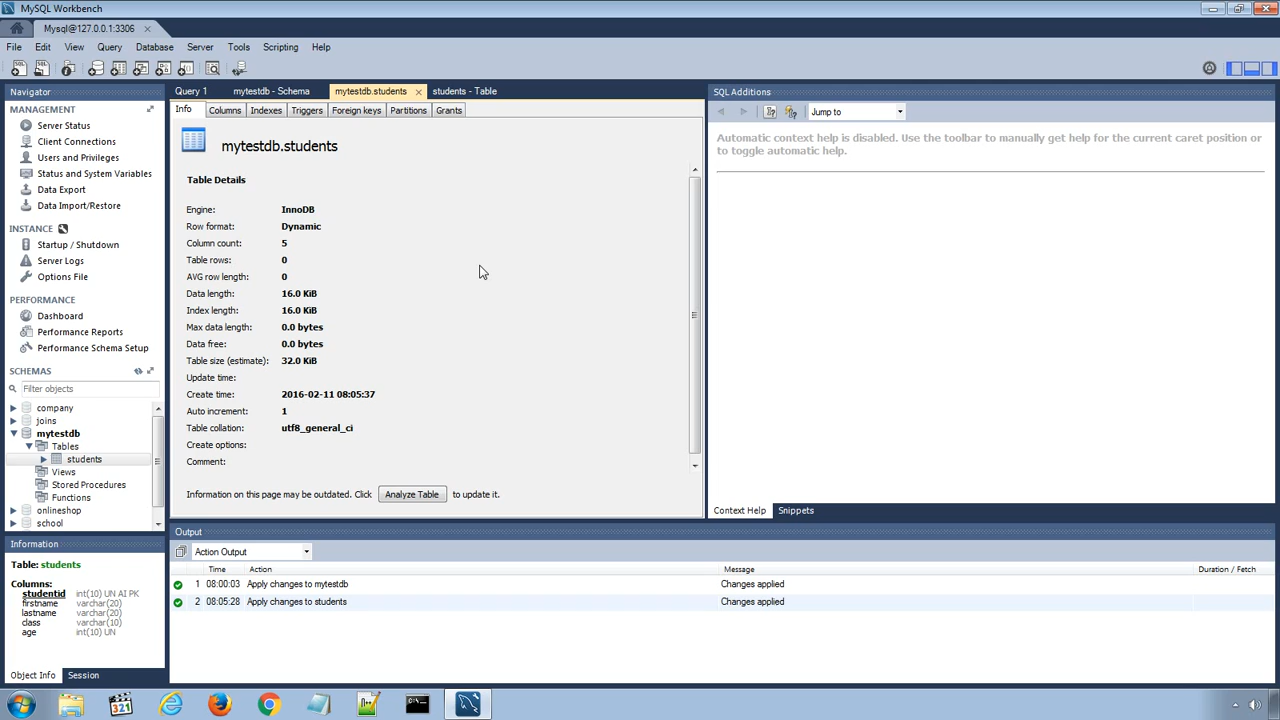 MySQL Workbench
Mysql@127.0.0.1:3306
File Edit View Query Database Server Tools Scripting Help
Navigator
MANAGEMENT
Server Status
Client Connections
Users and Privileges
Status and System Variables
Data Export
Data Import/Restore
INSTANCE
Startup / Shutdown
Server Logs
Options File
PERFORMANCE
Dashboard
Performance Reports
Performance Schema Setup
SCHEMAS
Filter objects
company
joins
mytestdb
Tables
students
Views
Stored Procedures
Functions
onlineshop
school
Information
Table: students
Columns:
studentid int(10) UN AI PK
firstname varchar(20)
lastname varchar(20)
class varchar(10)
age int(10) UN
Object Info Session
Query 1 mytestdb - Schema mytestdb.students students - Table
Info Columns Indexes Triggers Foreign keys Partitions Grants
mytestdb.students
Table Details
Engine: InnoDB
Row format: Dynamic
Column count: 5
Table rows: 0
AVG row length: 0
Data length: 16.0 KiB
Index length: 16.0 KiB
Max data length: 0.0 bytes
Data free: 0.0 bytes
Table size (estimate): 32.0 KiB
Update time:
Create time: 2016-02-11 08:05:37
Auto increment: 1
Table collation: utf8_general_ci
Create options:
Comment:
Information on this page may be outdated. Click Analyze Table to update it.
SQL Additions
Jump to
Automatic context help is disabled. Use the toolbar to manually get help for the current caret position or
to toggle automatic help.
Context Help Snippets
Output
Action Output
Time Action Message Duration / Fetch
1 08:00:03 Apply changes to mytestdb Changes applied
2 08:05:28 Apply changes to students Changes applied